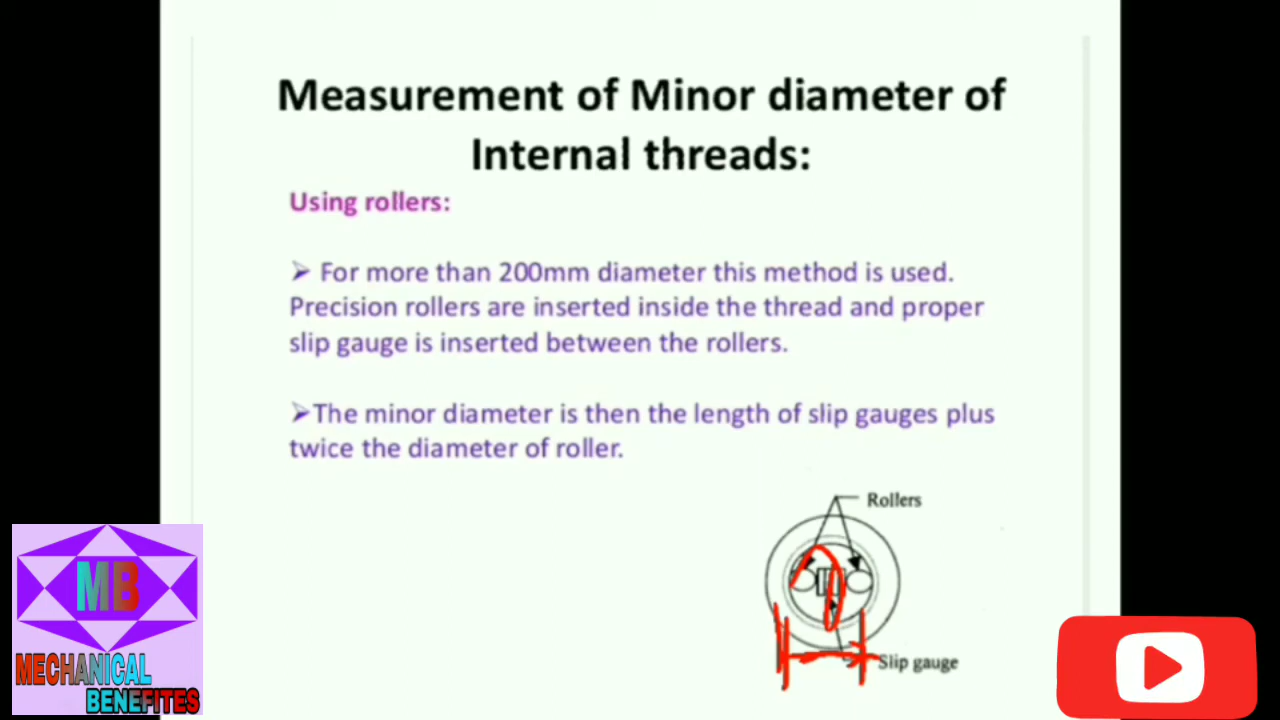 Measurement of Minor diameter of
Internal threads:
Using rollers:
➢ For more than 200mm diameter this method is used.
Precision rollers are inserted inside the thread and proper
slip gauge is inserted between the rollers.
➢The minor diameter is then the length of slip gauges plus
twice the diameter of roller.
Rollers
Slip gauge
MB
MECHANICAL
BENEFITES